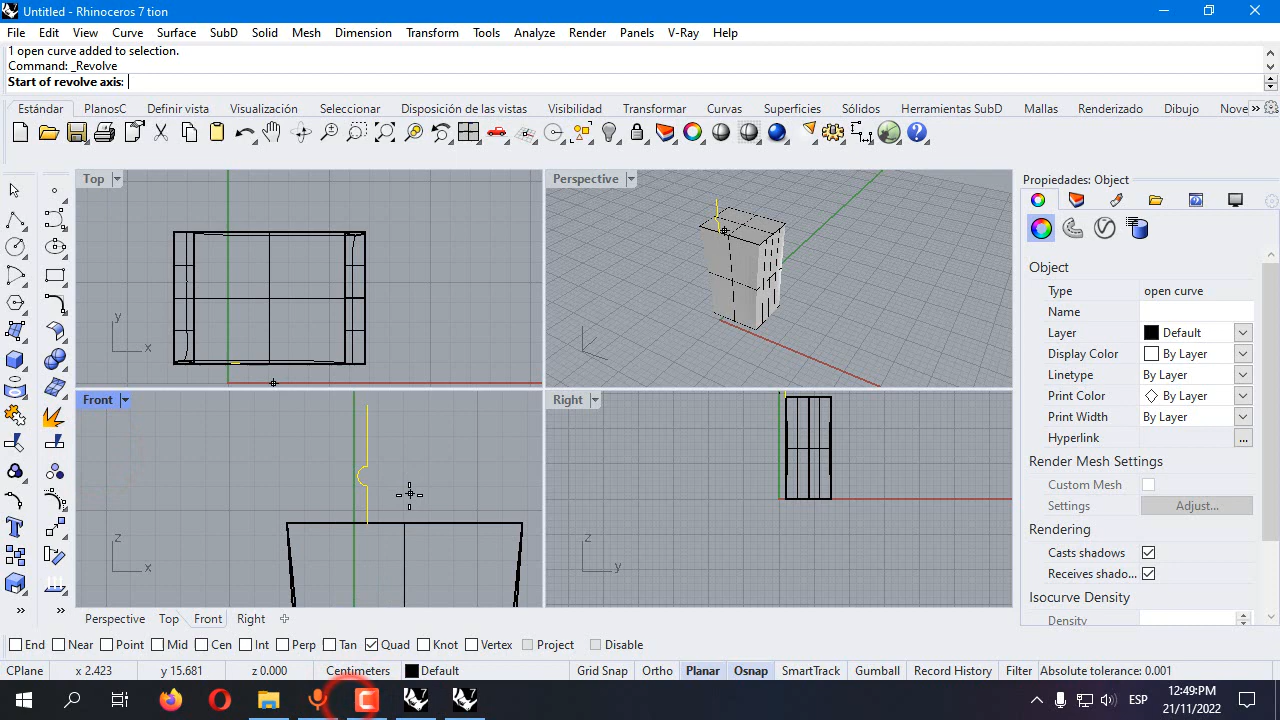 Untitled - Rhinoceros 7 tion
File Edit View Curve Surface SubD Solid Mesh Dimension Transform Tools Analyze Render Panels V-Ray Help
1 open curve added to selection.
Command: _Revolve
Start of revolve axis:
Estándar PlanosC Definir vista Visualización Seleccionar Disposición de las vistas Visibilidad Transformar Curvas Superficies Sólidos Herramientas SubD Mallas Renderizado Dibujo Nove »
Top
Perspective
Propiedades: Object
Object
Type open curve
Name
Layer Default
Display Color By Layer
Linetype By Layer
Print Color By Layer
Print Width By Layer
Hyperlink ...
Render Mesh Settings
Custom Mesh
Settings Adjust...
Rendering
Casts shadows
Receives shado...
Isocurve Density
Density
y
x
Front
Right
z
x
z
y
Perspective Top Front Right
End Near Point Mid Cen Int Perp Tan Quad Knot Vertex Project Disable
CPlane x 2.423 y 15.681 z 0.000 Centimeters Default Grid Snap Ortho Planar Osnap SmartTrack Gumball Record History Filter Absolute tolerance: 0.001
ESP
12:49:PM
21/11/2022